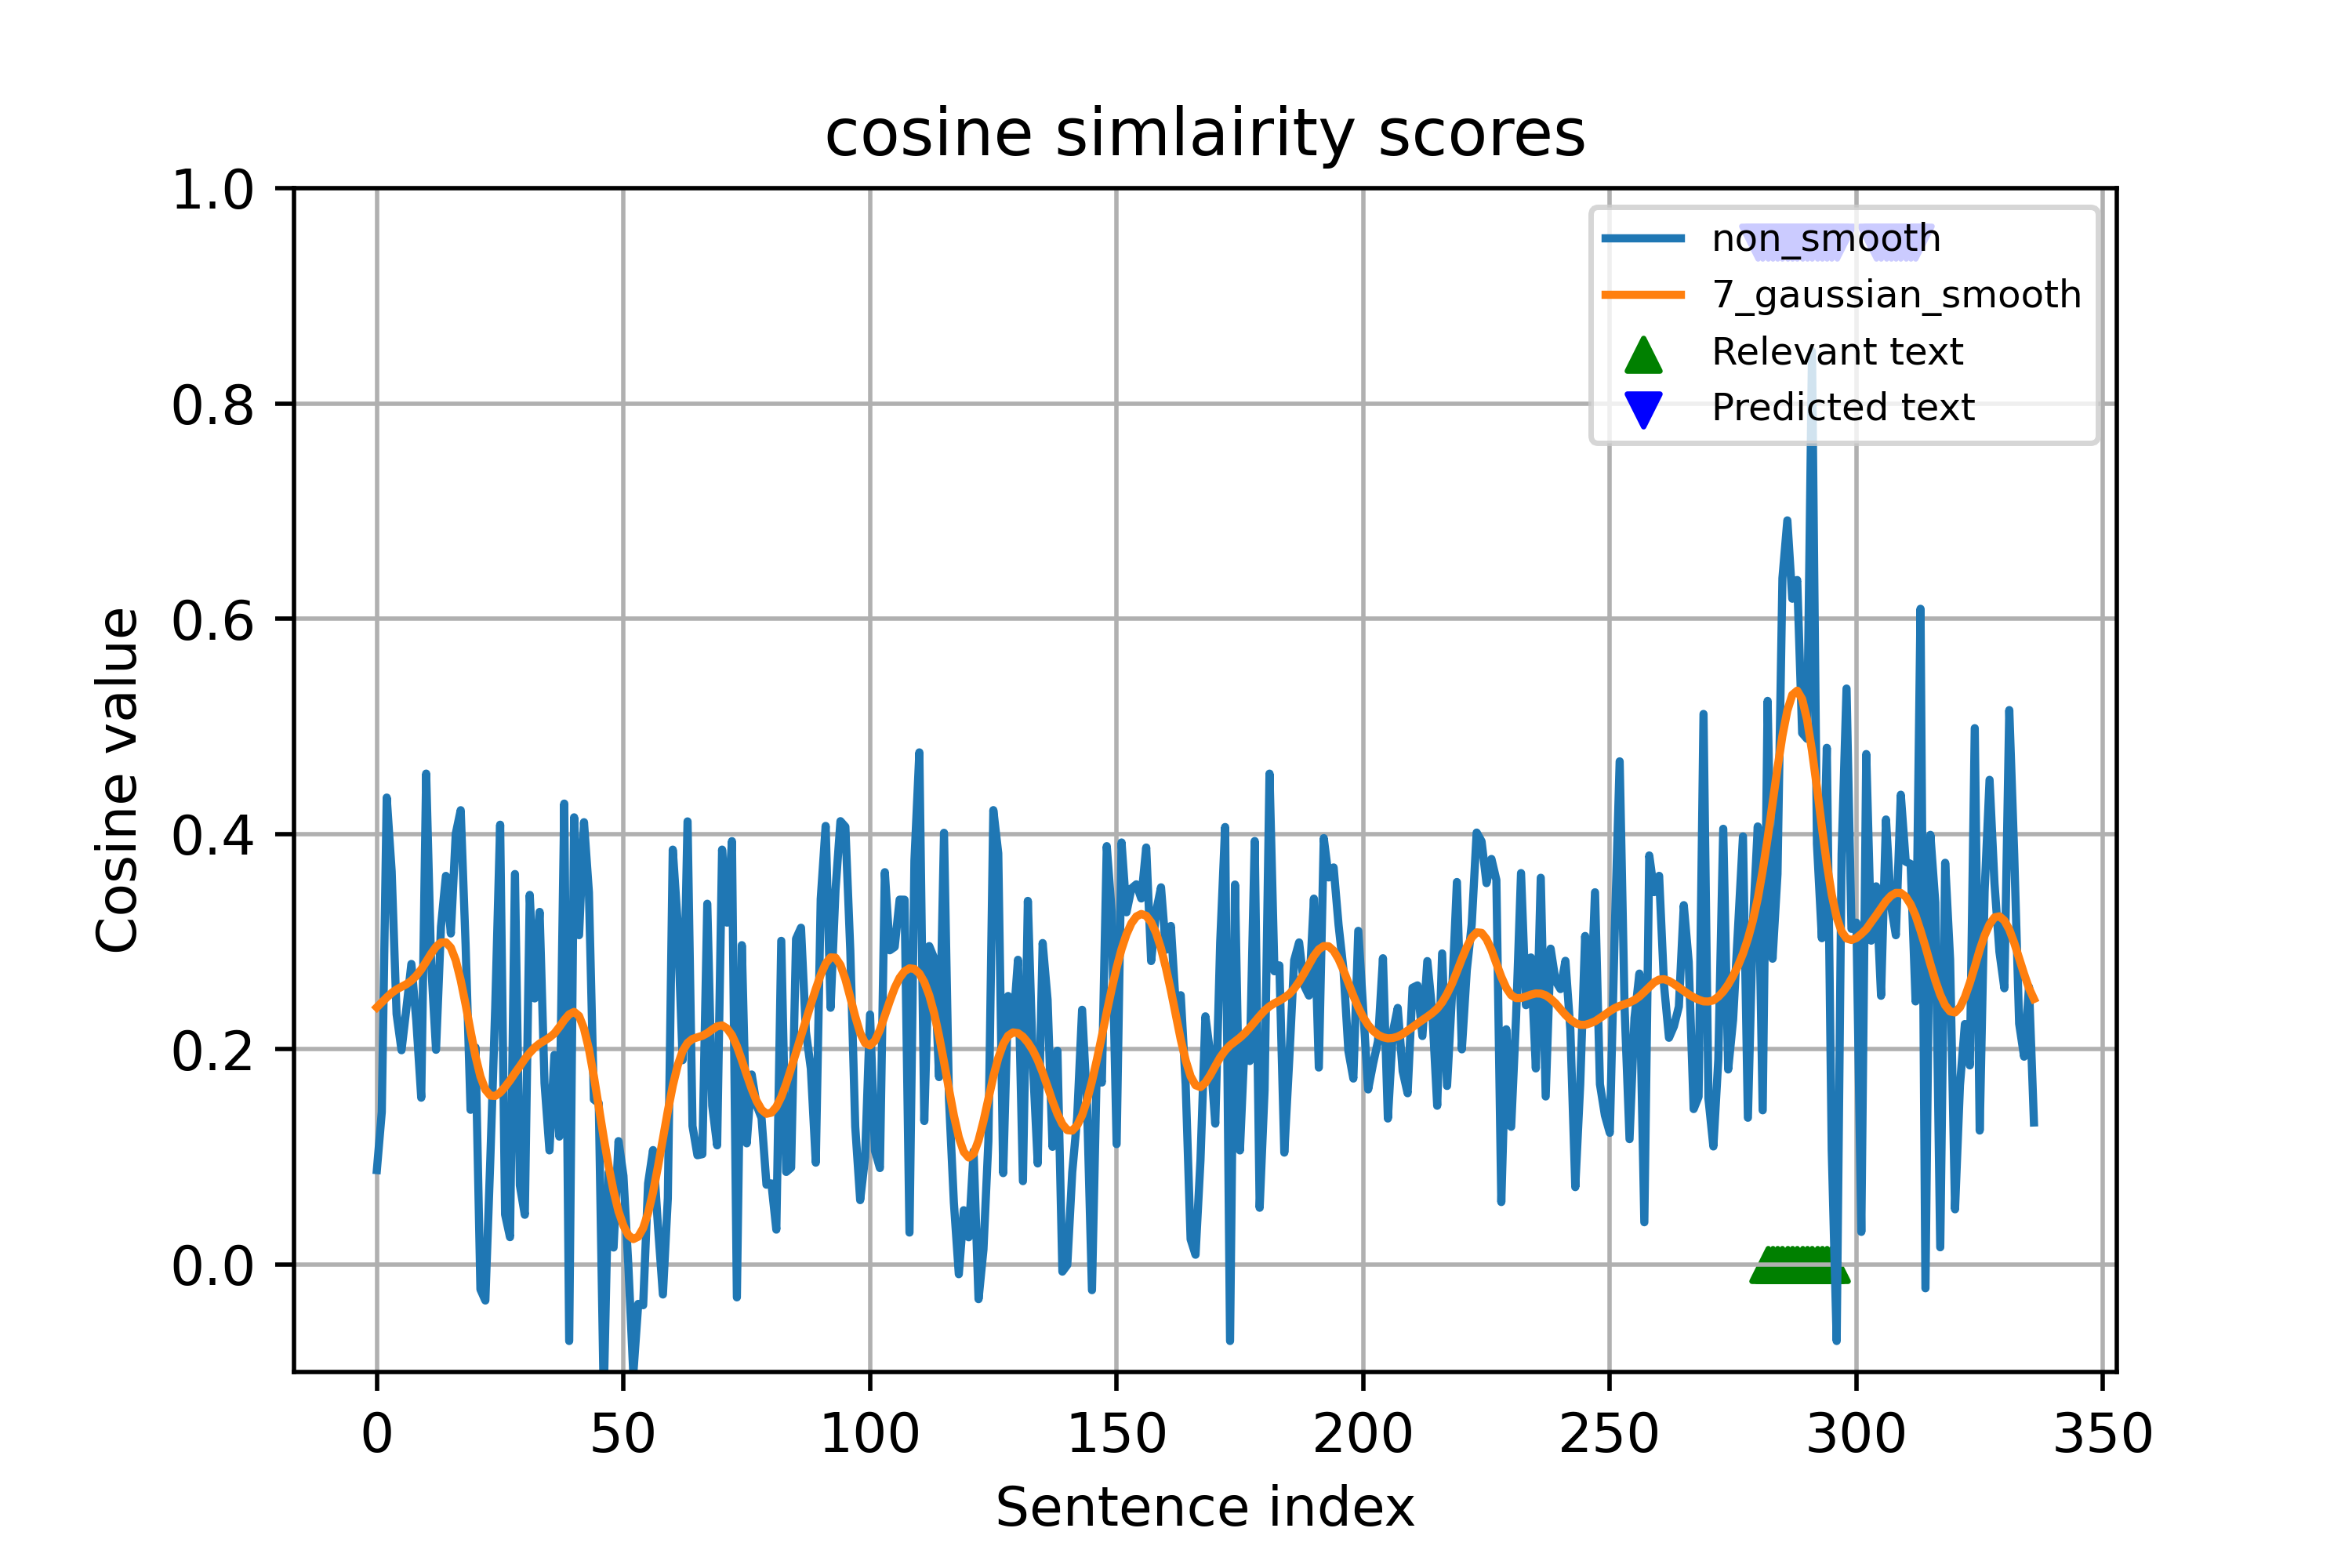 cosine simlairity scores
1.0
0.8
0.6
0.4
0.2
0.0
Cosine value
non_smooth
7_gaussian_smooth
Relevant text
Predicted text
0 50 100 150 200 250 300 350
Sentence index